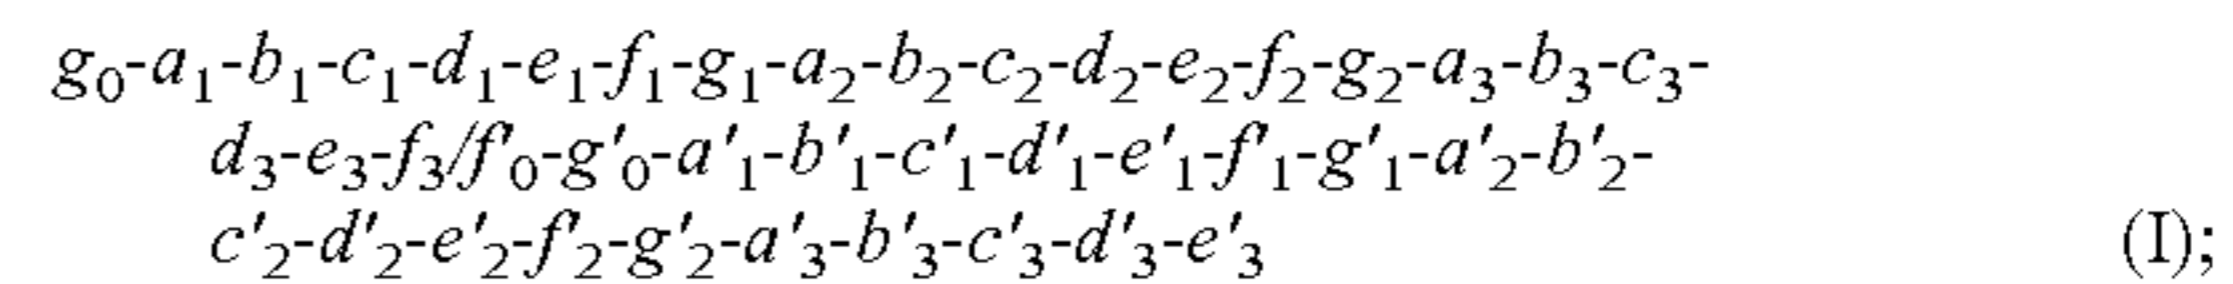 g₀-a₁-b₁-c₁-d₁-e₁-f₁-g₁-a₂-b₂-c₂-d₂-e₂-f₂-g₂-a₃-b₃-c₃-
d₃-e₃-f₃/f'₀-g'₀-a'₁-b'₁-c'₁-d'₁-e'₁-f'₁-g'₁-a'₂-b'₂-
c'₂-d'₂-e'₂-f'₂-g'₂-a'₃-b'₃-c'₃-d'₃-e'₃ (I);